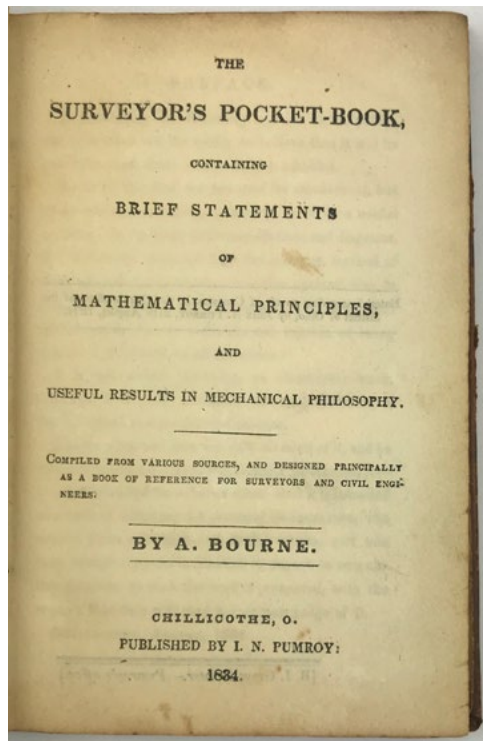 THE
SURVEYOR'S POCKET-BOOK,
CONTAINING
BRIEF STATEMENTS
OF
MATHEMATICAL PRINCIPLES,
AND
USEFUL RESULTS IN MECHANICAL PHILOSOPHY.
COMPILED FROM VARIOUS SOURCES, AND DESIGNED PRINCIPALLY
AS A BOOK OF REFERENCE FOR SURVEYORS AND CIVIL ENGI-
NEERS.
BY A. BOURNE.
CHILLICOTHE, O.
PUBLISHED BY I. N. PUMROY:
1834.